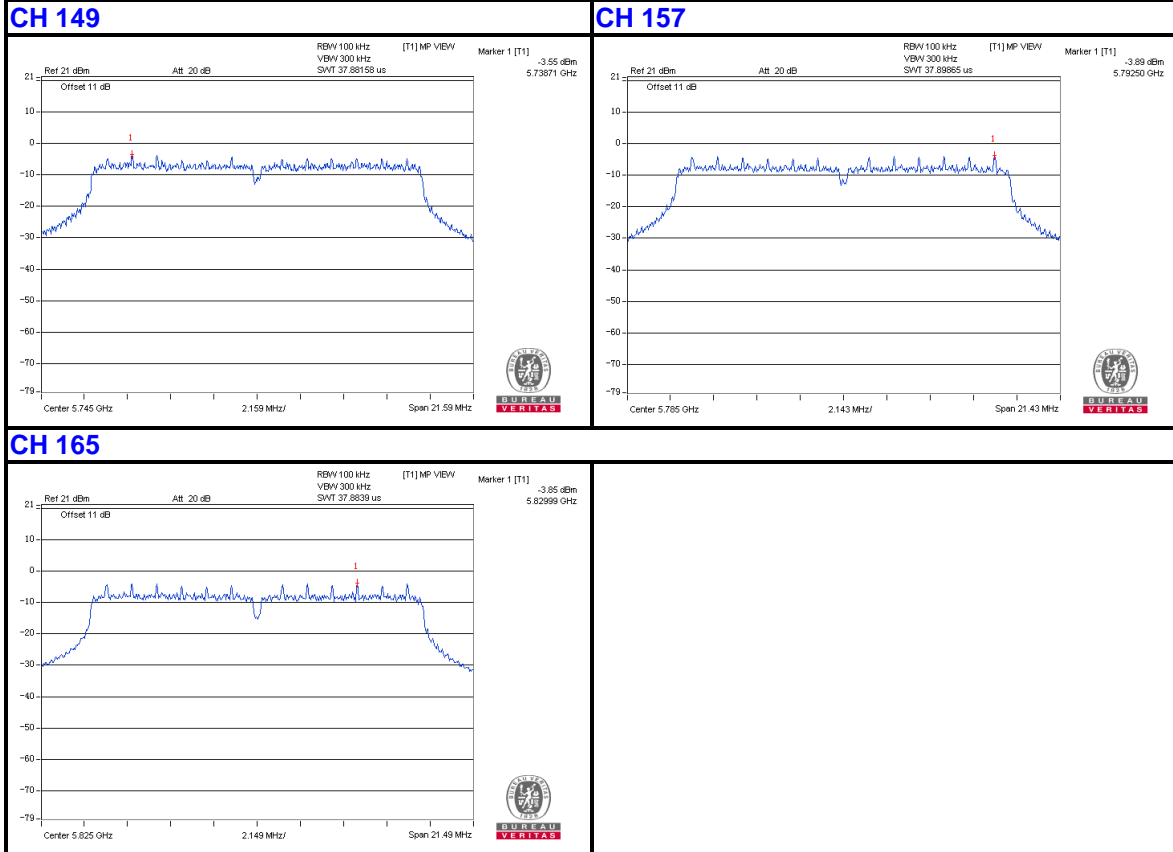 CH 149
RBW 100 kHz [T1] MP VIEW Marker 1 [T1]
VBW 300 kHz -3.55 dBm
Ref 21 dBm Att 20 dB SWT 37.88158 us 5.73871 GHz
21
Offset 11 dB
10
1
0
-10
-20
-30
-40
-50
-60
-70
-79
Center 5.745 GHz 2.159 MHz/ Span 21.59 MHz
BUREAU VERITAS
1828
BUREAU
VERITAS
CH 157
RBW 100 kHz [T1] MP VIEW Marker 1 [T1]
VBW 300 kHz -3.89 dBm
Ref 21 dBm Att 20 dB SWT 37.89865 us 5.79250 GHz
21
Offset 11 dB
10
1
0
-10
-20
-30
-40
-50
-60
-70
-79
Center 5.785 GHz 2.143 MHz/ Span 21.43 MHz
BUREAU VERITAS
1828
BUREAU
VERITAS
CH 165
RBW 100 kHz [T1] MP VIEW Marker 1 [T1]
VBW 300 kHz -3.85 dBm
Ref 21 dBm Att 20 dB SWT 37.8839 us 5.82999 GHz
21
Offset 11 dB
10
1
0
-10
-20
-30
-40
-50
-60
-70
-79
Center 5.825 GHz 2.149 MHz/ Span 21.49 MHz
BUREAU VERITAS
1828
BUREAU
VERITAS